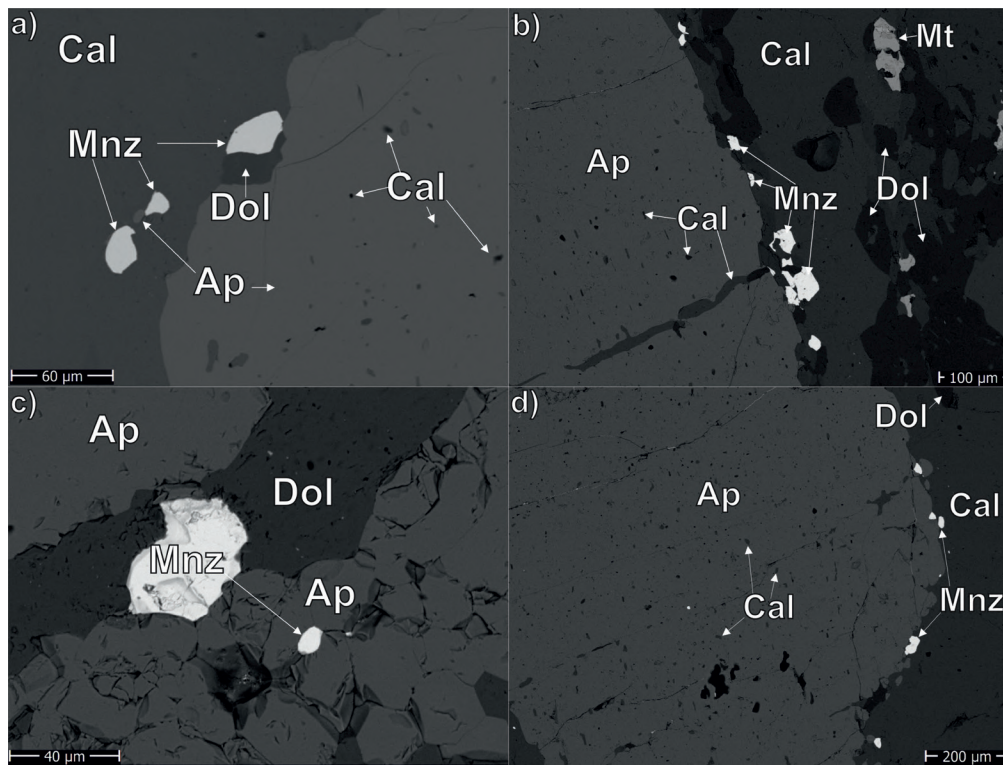 a)
Cal
Mnz
Dol
Cal
Ap
60 µm
b)
Cal
Mt
Ap
Dol
Mnz
Cal
100 µm
c)
Ap
Dol
Mnz
Ap
40 µm
d)
Dol
Ap
Cal
Mnz
Cal
200 µm